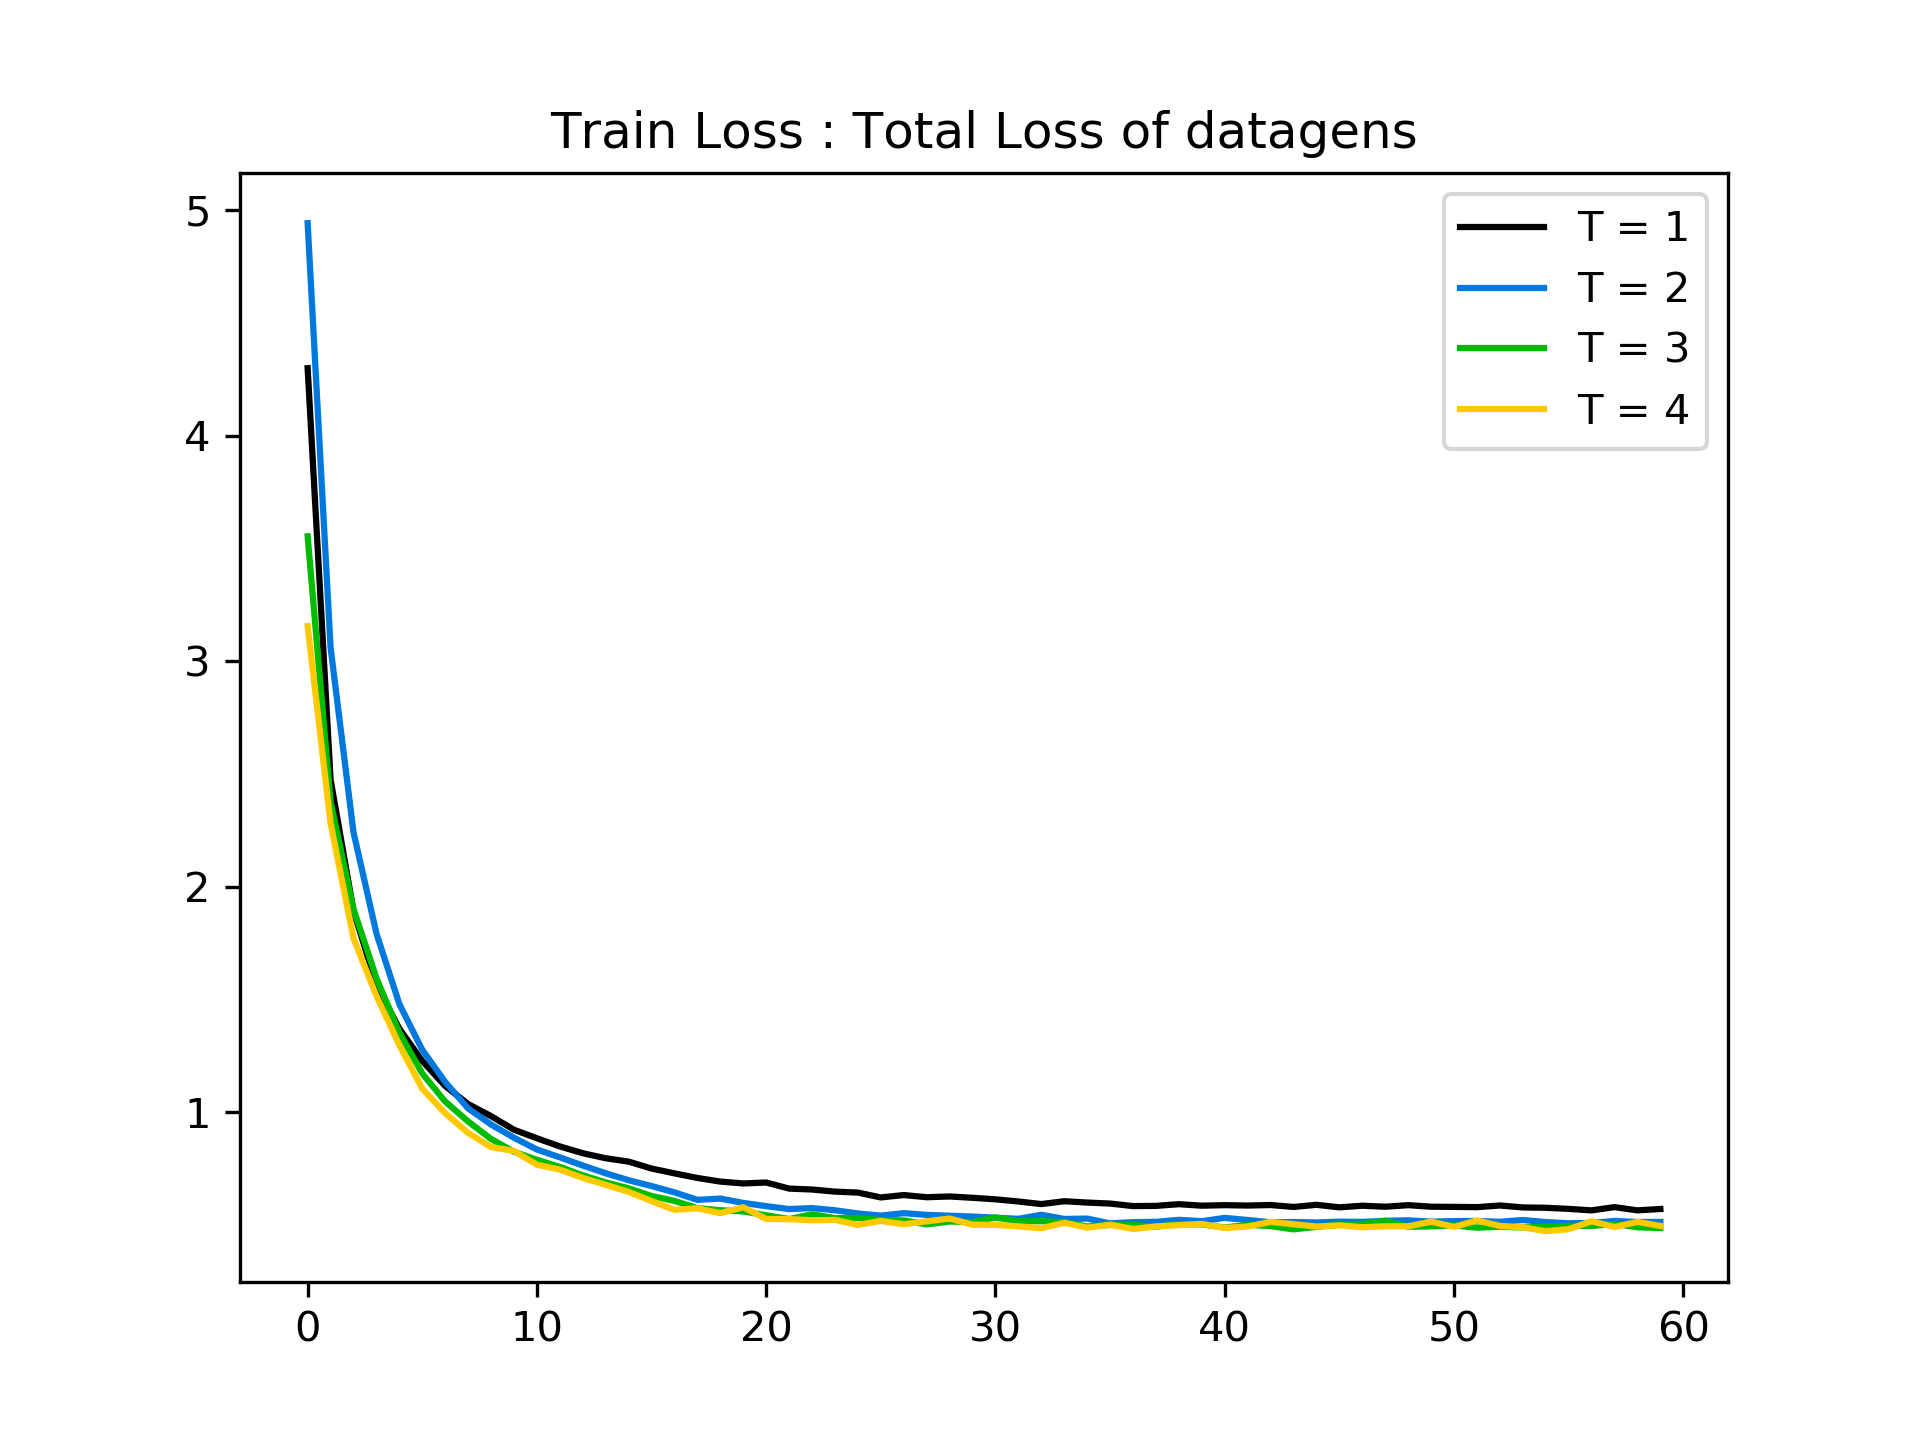 Train Loss : Total Loss of datagens
5
4
3
2
1
T = 1
T = 2
T = 3
T = 4
0 10 20 30 40 50 60